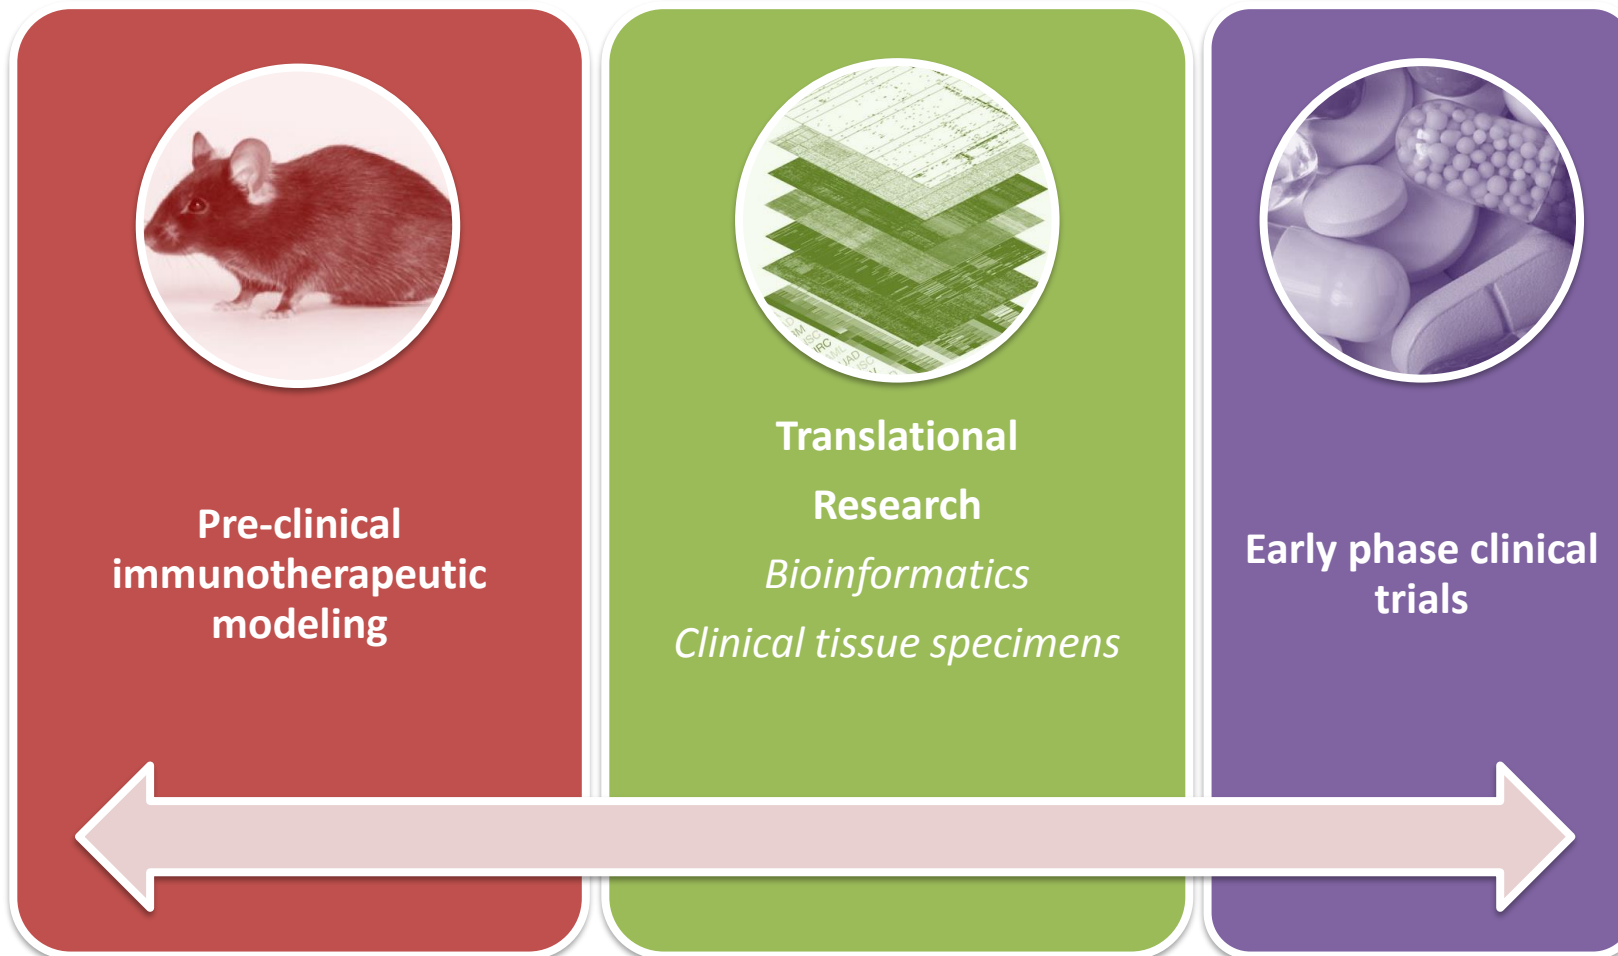 Pre-clinical
immunotherapeutic
modeling
Translational
Research
Bioinformatics
Clinical tissue specimens
Early phase clinical
trials